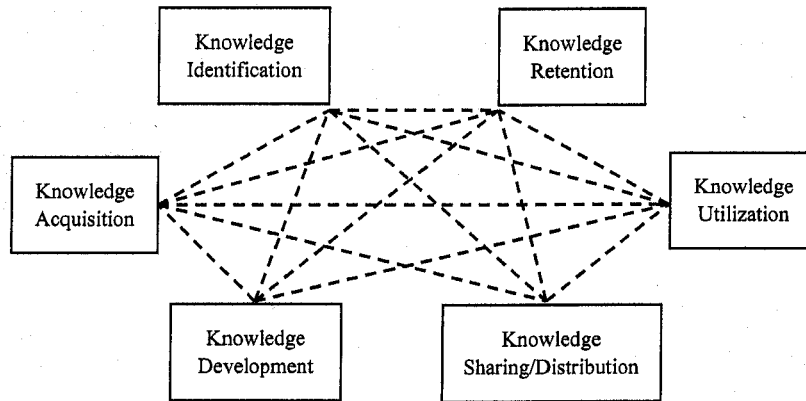 Knowledge
Identification
Knowledge
Retention
Knowledge
Acquisition
Knowledge
Utilization
Knowledge
Development
Knowledge
Sharing/Distribution